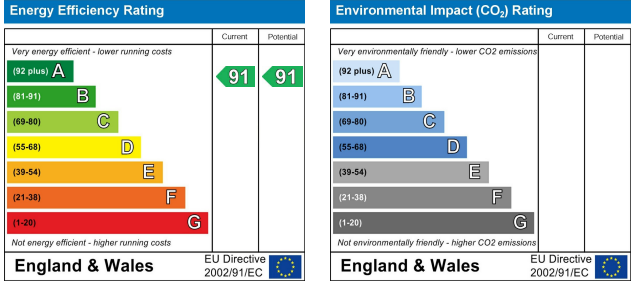 Energy Efficiency Rating
Current Potential
Very energy efficient - lower running costs
(92 plus) A
(81-91) B
(69-80) C
(55-68) D
(39-54) E
(21-38) F
(1-20) G
91 91
Not energy efficient - higher running costs
England & Wales
EU Directive
2002/91/EC
Environmental Impact (CO2) Rating
Current Potential
Very environmentally friendly - lower CO2 emissions
(92 plus) A
(81-91) B
(69-80) C
(55-68) D
(39-54) E
(21-38) F
(1-20) G
Not environmentally friendly - higher CO2 emissions
England & Wales
EU Directive
2002/91/EC